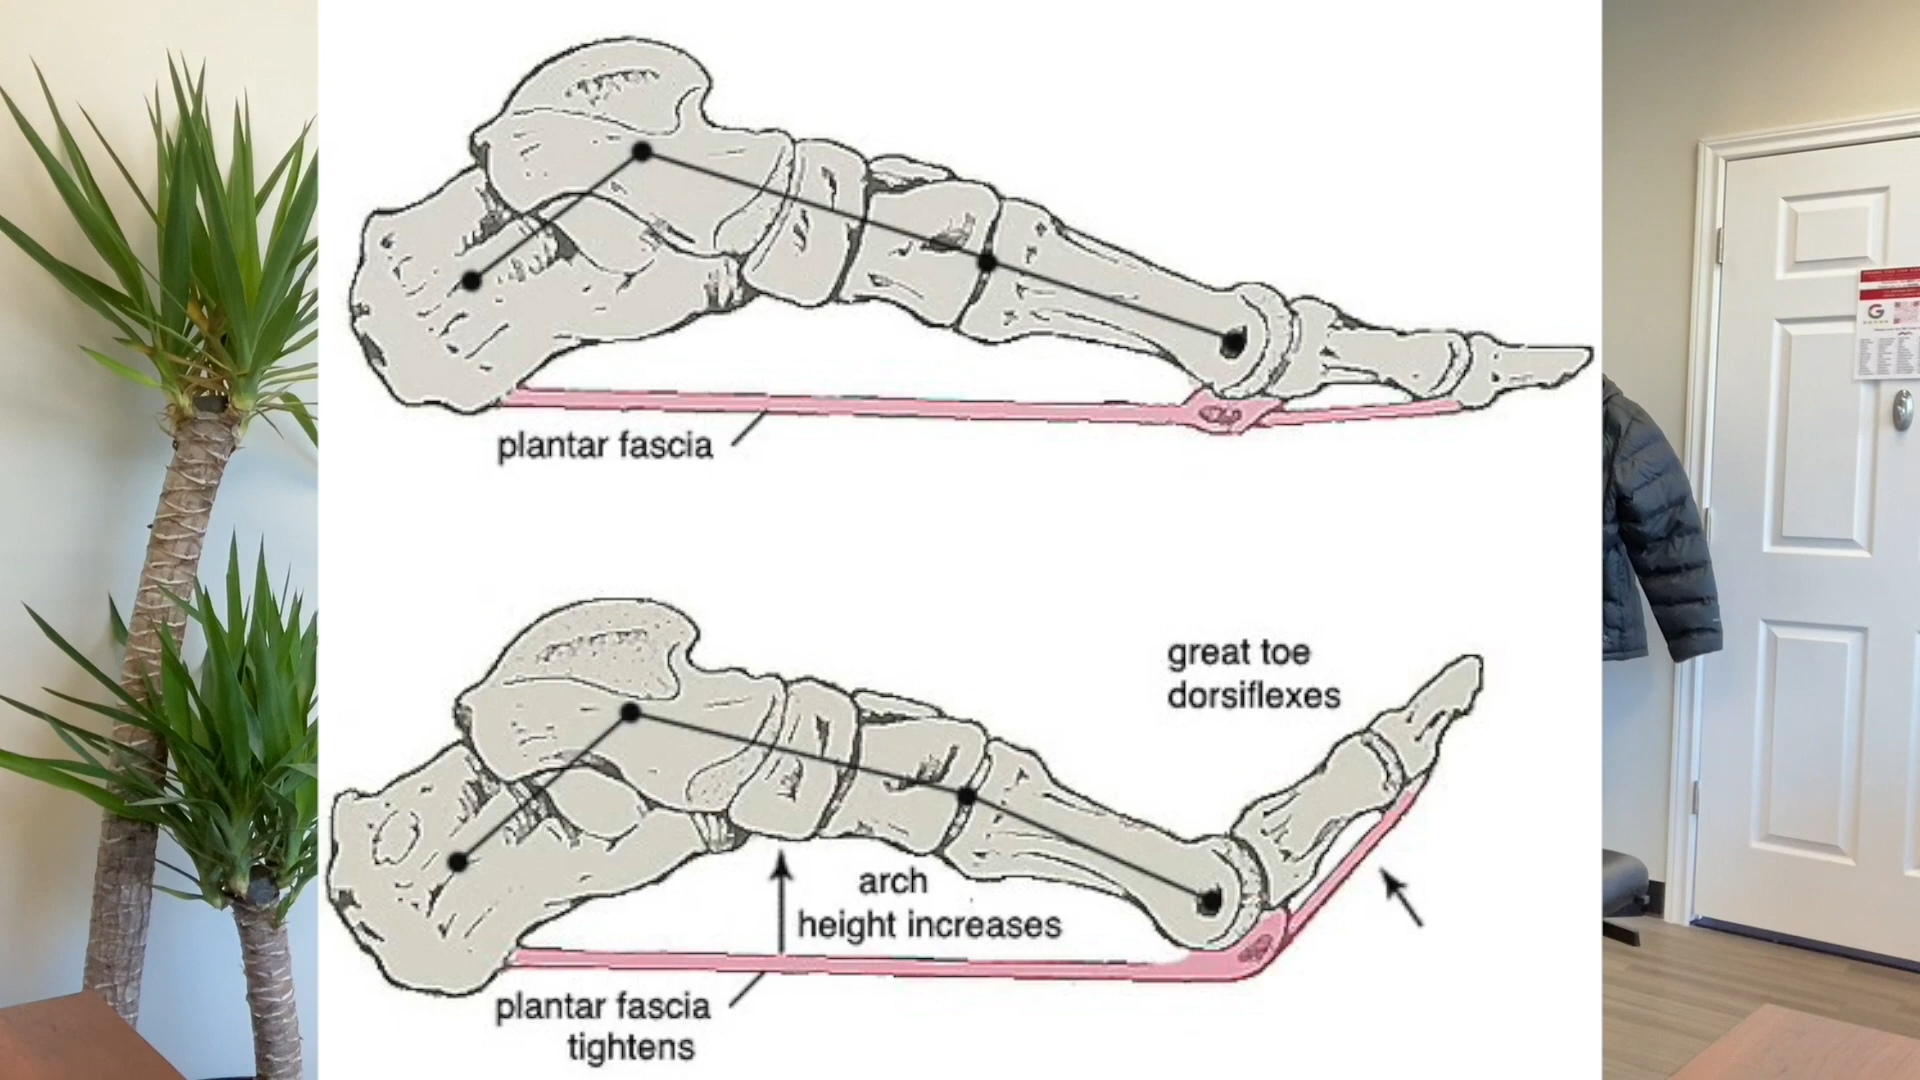 plantar fascia
great toe
dorsiflexes
arch
height increases
plantar fascia
tightens
G